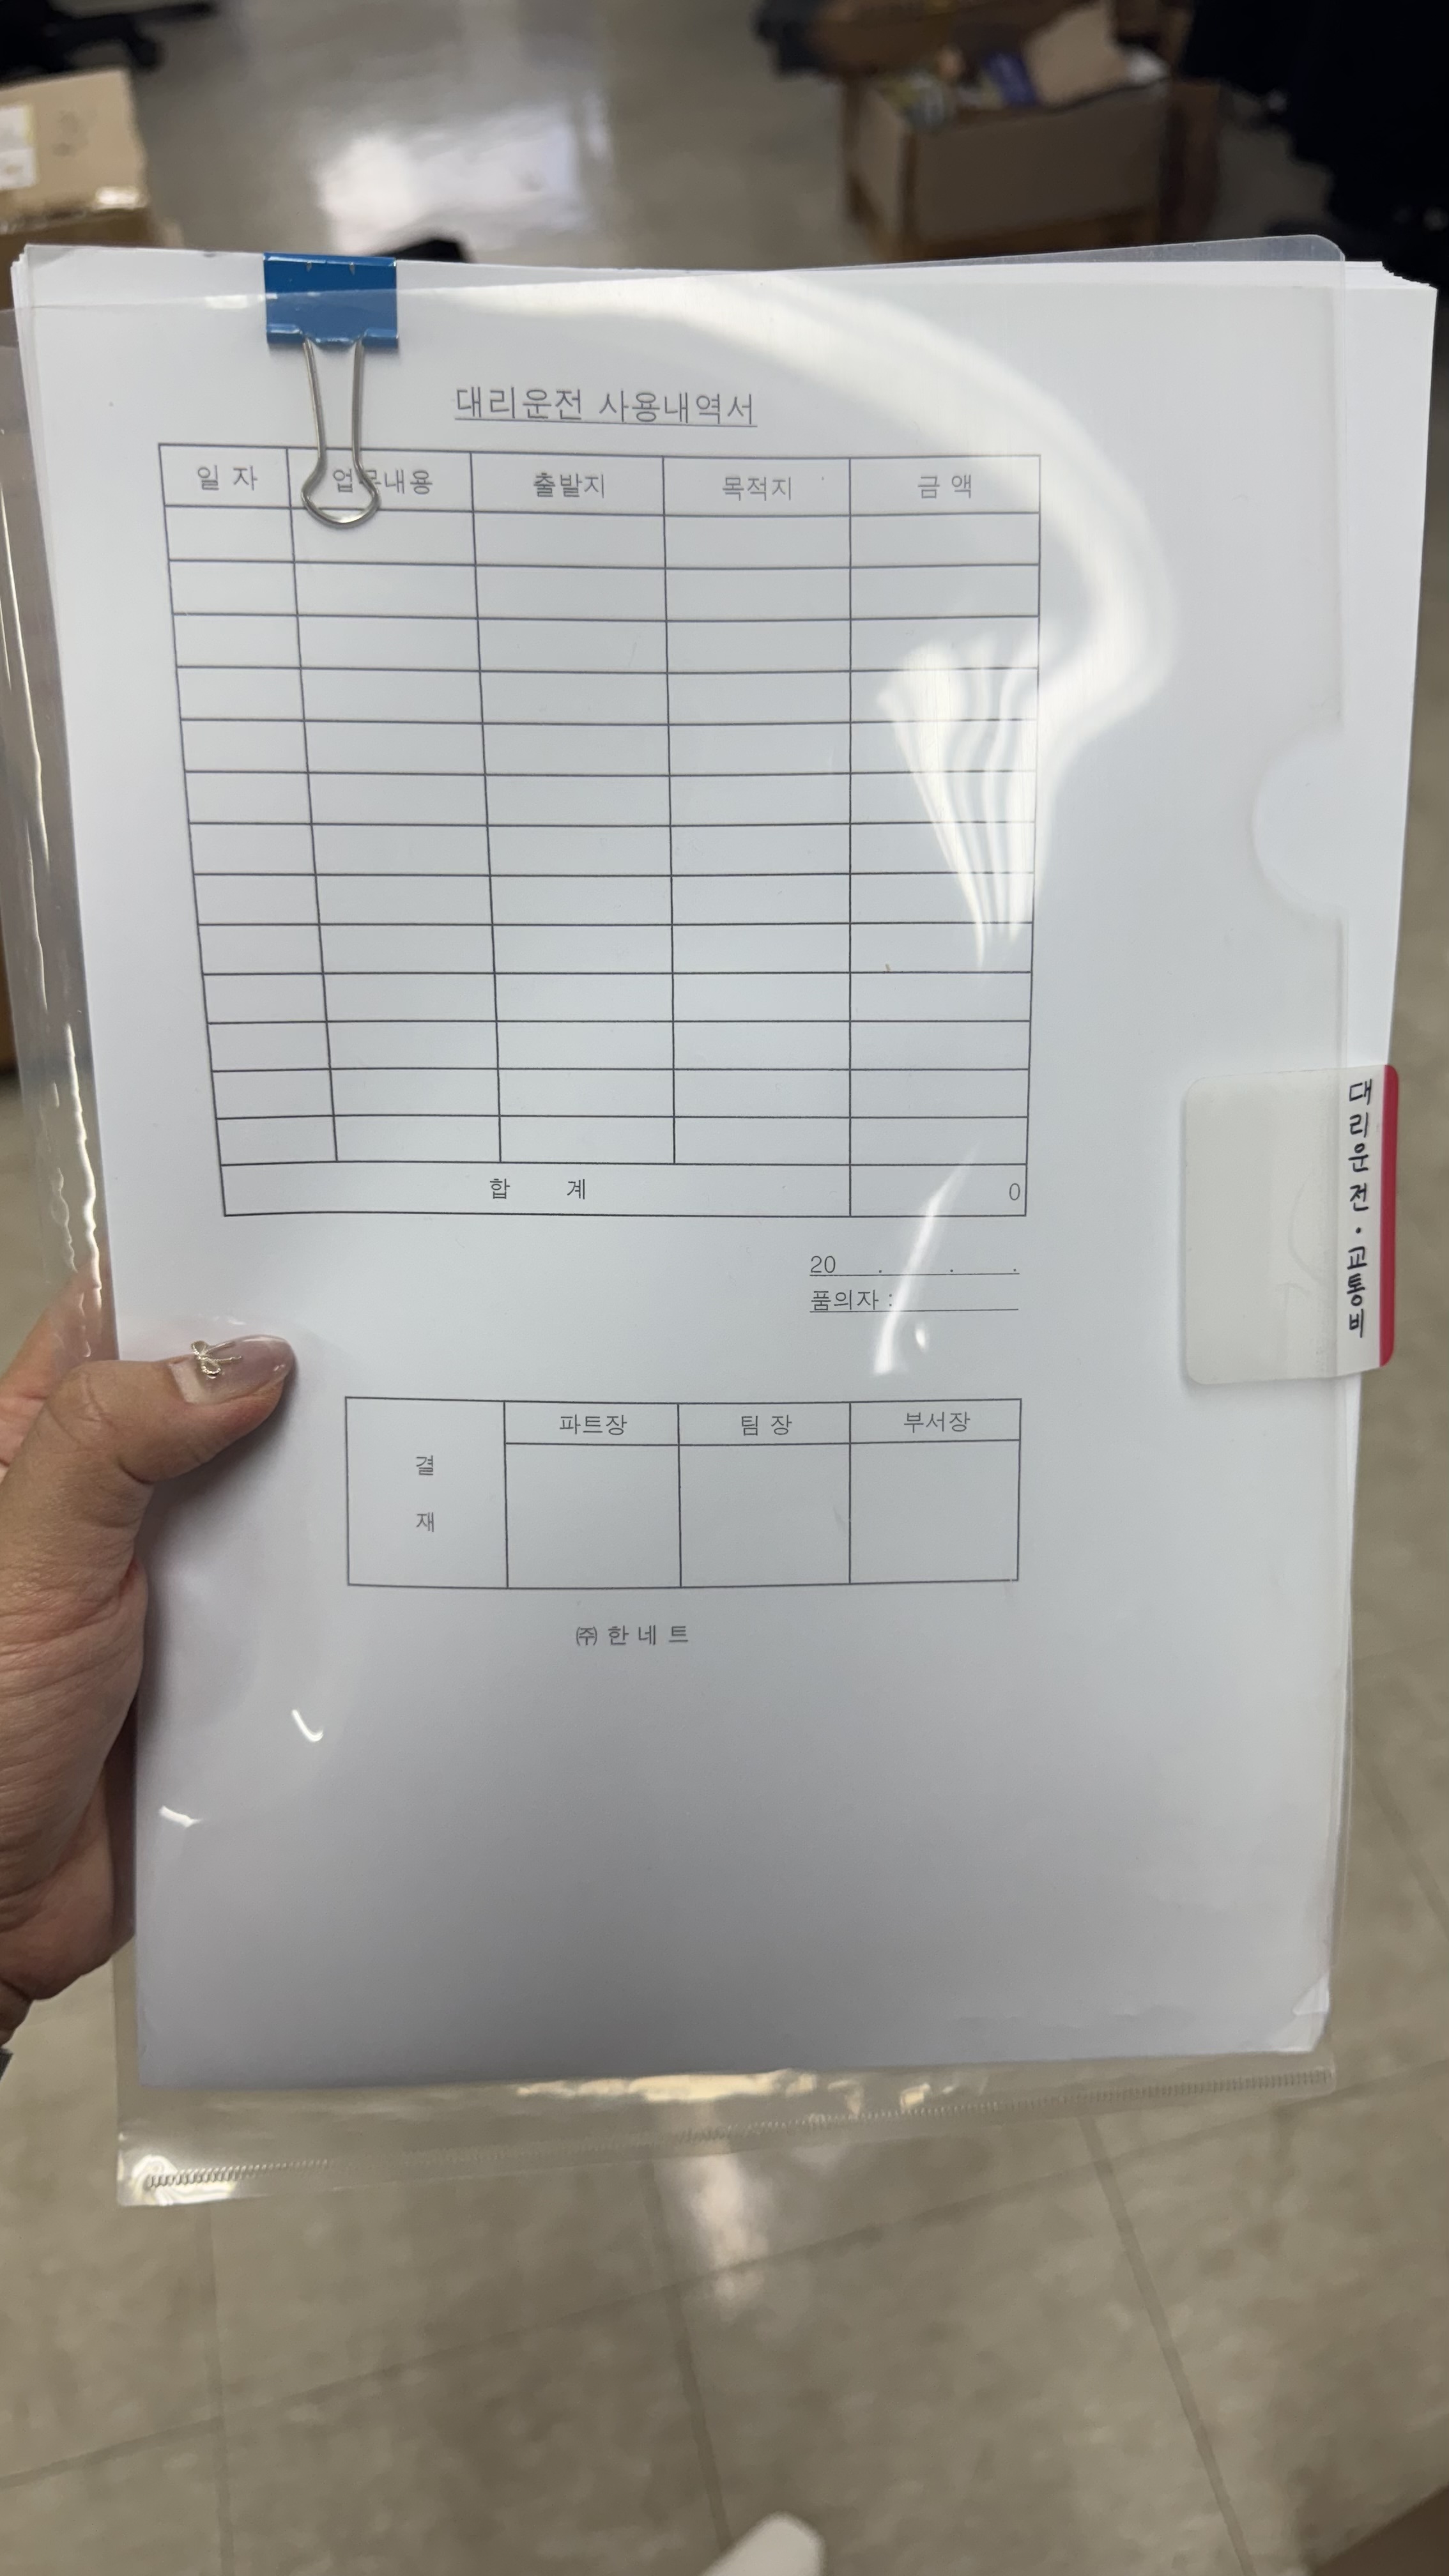 대리운전 사용내역서
일 자 업무내용 출발지 목적지 금 액
합 계 0
20 . . .
품의자 :
파트장 팀 장 부서장
결
재
㈜ 한 네 트
대리운전·교통비